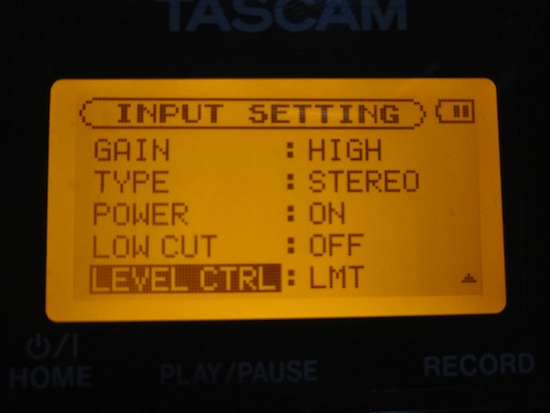 TASCAM
INPUT SETTING
GAIN : HIGH
TYPE : STEREO
POWER : ON
LOW CUT : OFF
LEVEL CTRL : LMT
⏻/I
HOME PLAY/PAUSE RECORD